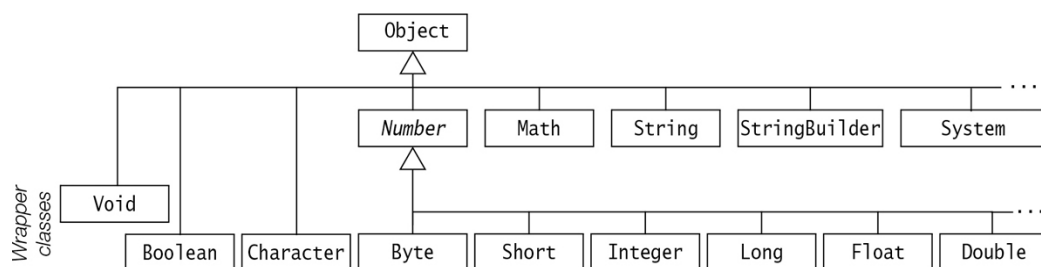 Object
...
Number
Math
String
StringBuilder
System
Wrapper
classes
Void
...
Boolean
Character
Byte
Short
Integer
Long
Float
Double